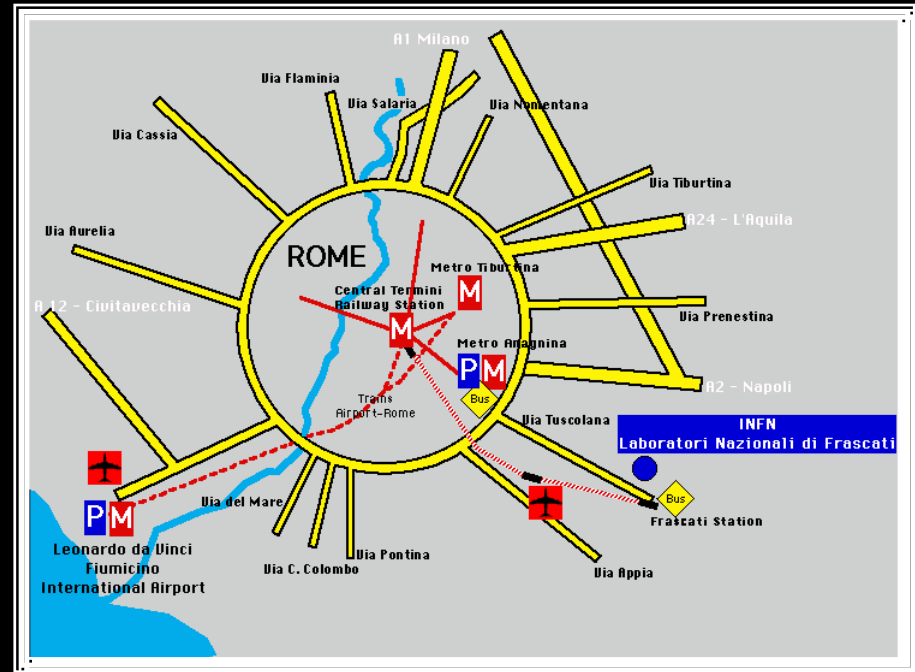 A1 Milano
Via Flaminia
Via Salaria
Via Nomentana
Via Cassia
Via Tiburtina
A24 - L'Aquila
Via Aurelia
ROME
Metro Tiburtina
M
Central Termini
Railway Station
M
A 12 - Civitavecchia
Via Prenestina
Metro Anagnina
P M
Bus
A2 - Napoli
Trains
Airport-Rome
Via Tuscolana
INFN
Laboratori Nazionali di Frascati
Bus
Frascati Station
Via del Mare
P M
Leonardo da Vinci
Fiumicino
International Airport
Via Pontina
Via C. Colombo
Via Appia